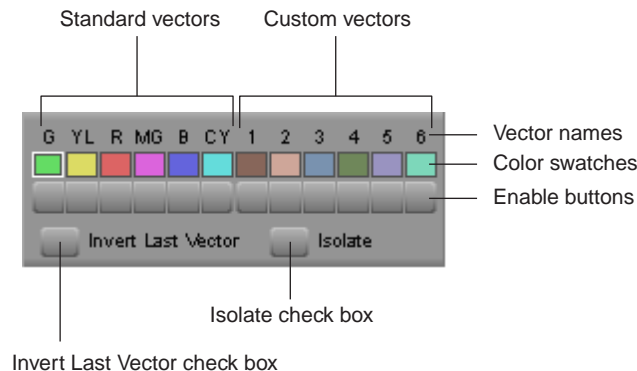 Standard vectors Custom vectors
G YL R MG B CY 1 2 3 4 5 6 Vector names
Color swatches
Enable buttons
Invert Last Vector Isolate
Isolate check box
Invert Last Vector check box